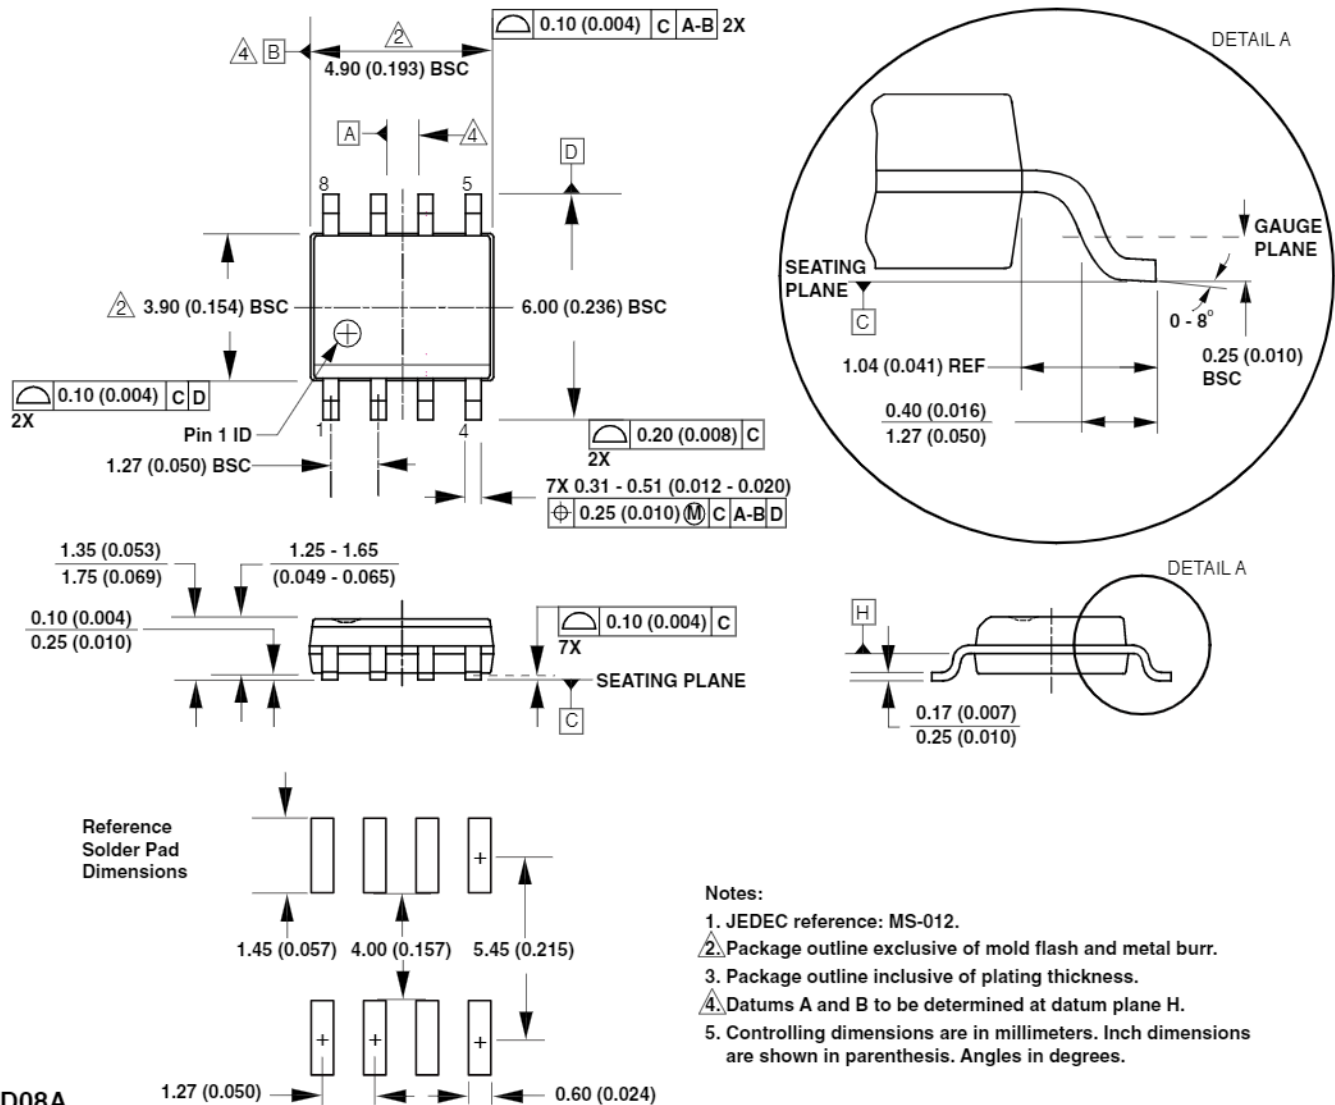 0.10 (0.004) C A-B 2X
DETAIL A
4 B
2
4.90 (0.193) BSC
A
4
D
8
5
GAUGE
PLANE
SEATING
PLANE
C
0 - 8°
2 3.90 (0.154) BSC
6.00 (0.236) BSC
0.25 (0.010)
BSC
1.04 (0.041) REF
0.10 (0.004) C D
2X
0.40 (0.016)
1.27 (0.050)
1
4
Pin 1 ID
0.20 (0.008) C
2X
1.27 (0.050) BSC
7X 0.31 - 0.51 (0.012 - 0.020)
0.25 (0.010) M C A-B D
1.35 (0.053)
1.75 (0.069)
1.25 - 1.65
(0.049 - 0.065)
DETAIL A
0.10 (0.004)
0.25 (0.010)
0.10 (0.004) C
7X
H
SEATING PLANE
C
0.17 (0.007)
0.25 (0.010)
Reference
Solder Pad
Dimensions
1.45 (0.057)
4.00 (0.157)
5.45 (0.215)
Notes:
1. JEDEC reference: MS-012.
2. Package outline exclusive of mold flash and metal burr.
3. Package outline inclusive of plating thickness.
4. Datums A and B to be determined at datum plane H.
5. Controlling dimensions are in millimeters. Inch dimensions
are shown in parenthesis. Angles in degrees.
1.27 (0.050)
0.60 (0.024)
D08A